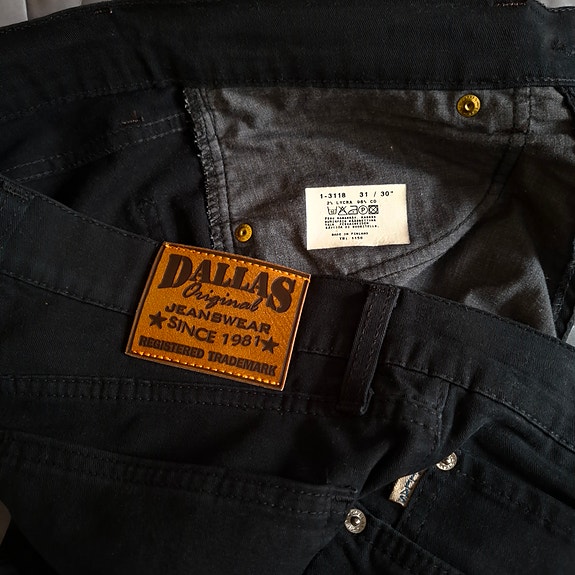 1-3118 31 / 30"
2% LYCRA 98% CO
MADE IN FINLAND
DALLAS
Original
JEANSWEAR
SINCE 1981
REGISTERED TRADEMARK